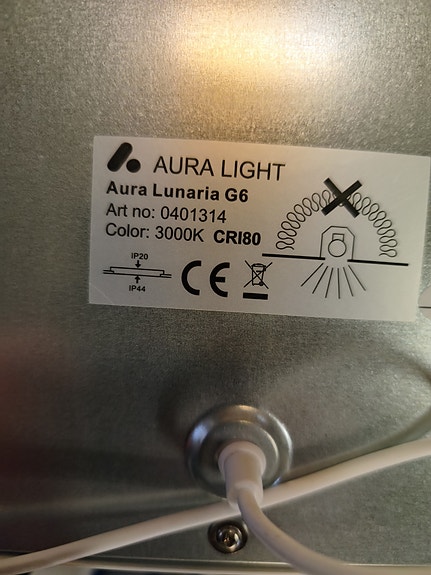 AURA LIGHT
Aura Lunaria G6
Art no: 0401314
Color: 3000K CRI80
IP20
IP44
CE